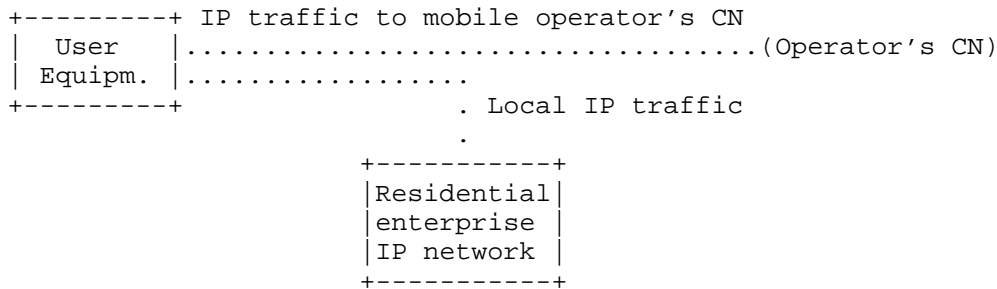 IP traffic to mobile operator's CN
User (Operator's CN)
Equipm.
Local IP traffic
Residential
enterprise
IP network